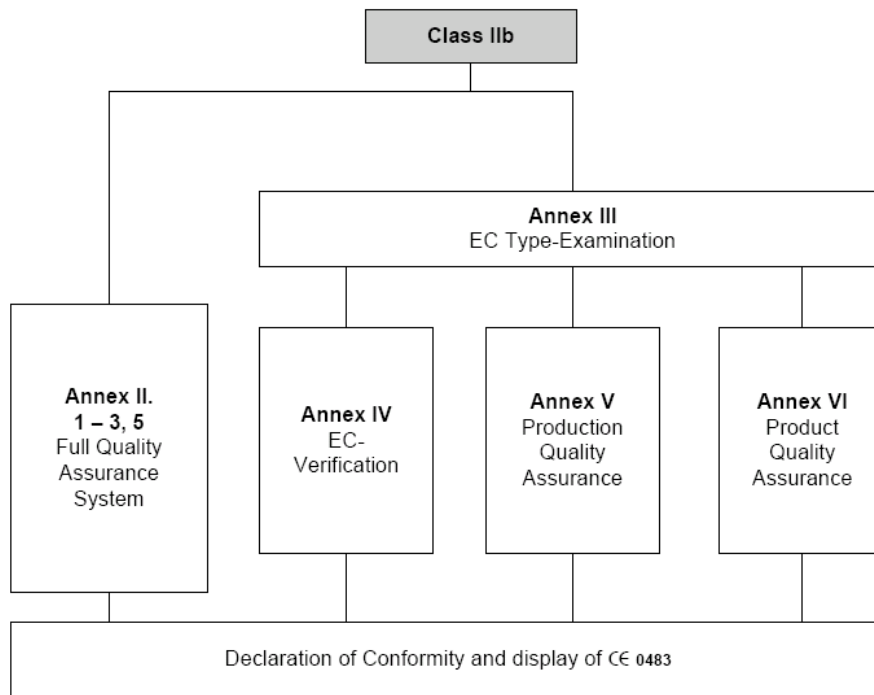 Class IIb
Annex III
EC Type-Examination
Annex II.
1 – 3, 5
Full Quality
Assurance
System
Annex IV
EC-
Verification
Annex V
Production
Quality
Assurance
Annex VI
Product
Quality
Assurance
Declaration of Conformity and display of CE 0483